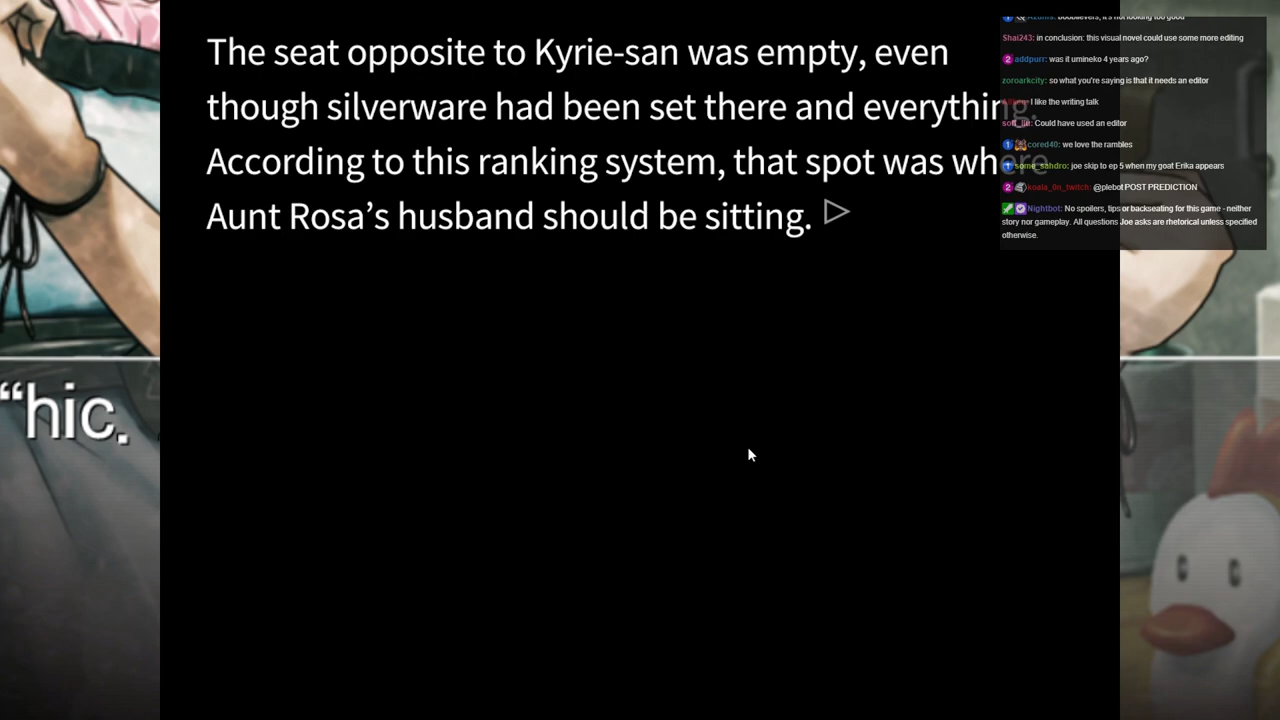 The seat opposite to Kyrie-san was empty, even
though silverware had been set there and everything.
According to this ranking system, that spot was where
Aunt Rosa's husband should be sitting.
“hic.
Shai243: in conclusion: this visual novel could use some more editing
addpurr: was it umineko 4 years ago?
zoroarkcity: so what you're saying is that it needs an editor
I like the writing talk
Could have used an editor
cored40: we love the rambles
some_sandro: joe skip to ep 5 when my goat Erika appears
koala_0n_twitch: @plebot POST PREDICTION
Nightbot: No spoilers, tips or backseating for this game - neither
story nor gameplay. All questions Joe asks are rhetorical unless specified
otherwise.